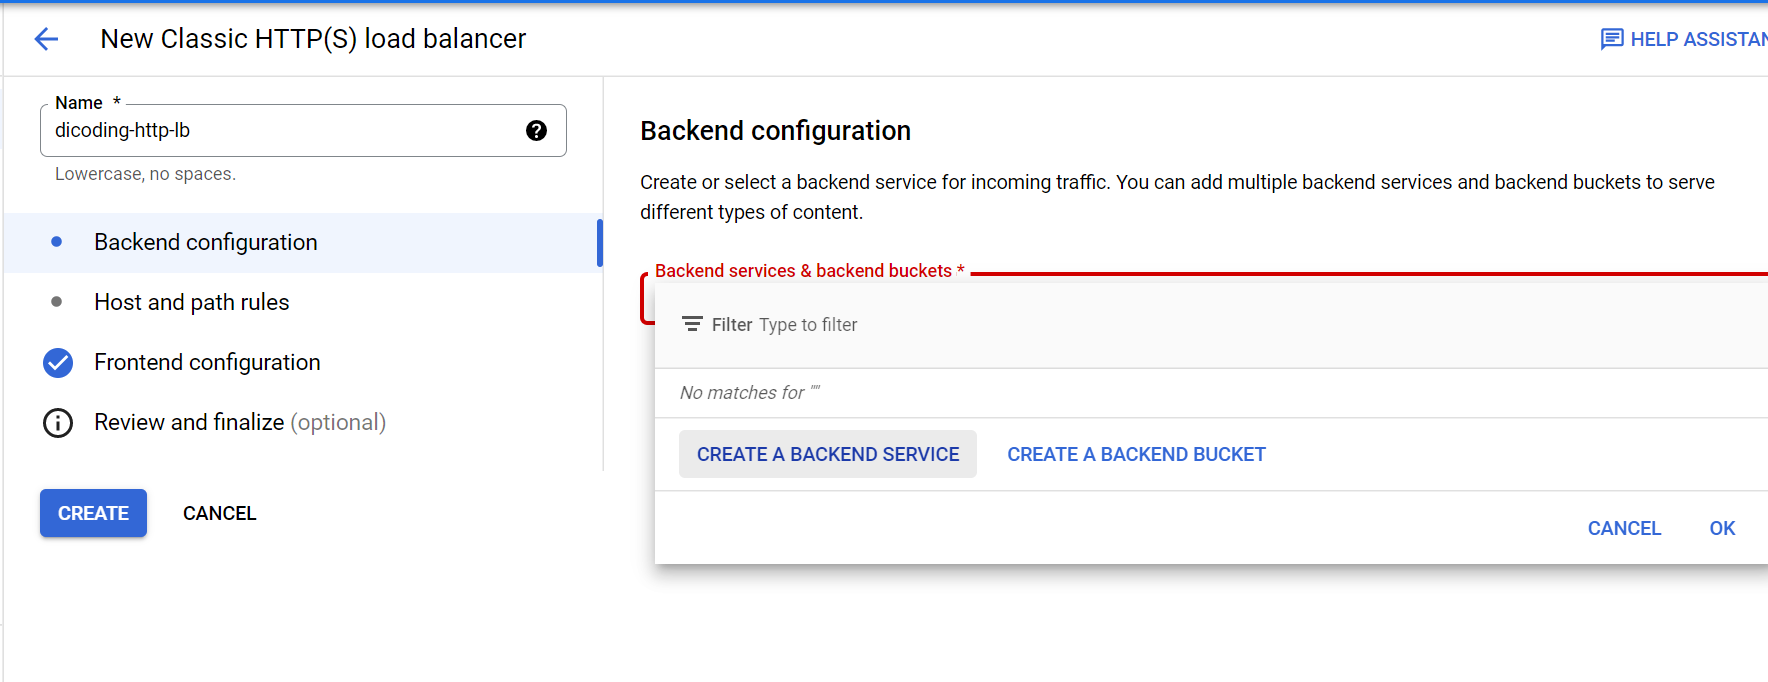 New Classic HTTP(S) load balancer
HELP ASSISTAN
Name *
dicoding-http-lb
Lowercase, no spaces.
Backend configuration
Host and path rules
Frontend configuration
Review and finalize (optional)
CREATE
CANCEL
Backend configuration
Create or select a backend service for incoming traffic. You can add multiple backend services and backend buckets to serve
different types of content.
Backend services & backend buckets *
Filter Type to filter
No matches for ""
CREATE A BACKEND SERVICE
CREATE A BACKEND BUCKET
CANCEL
OK